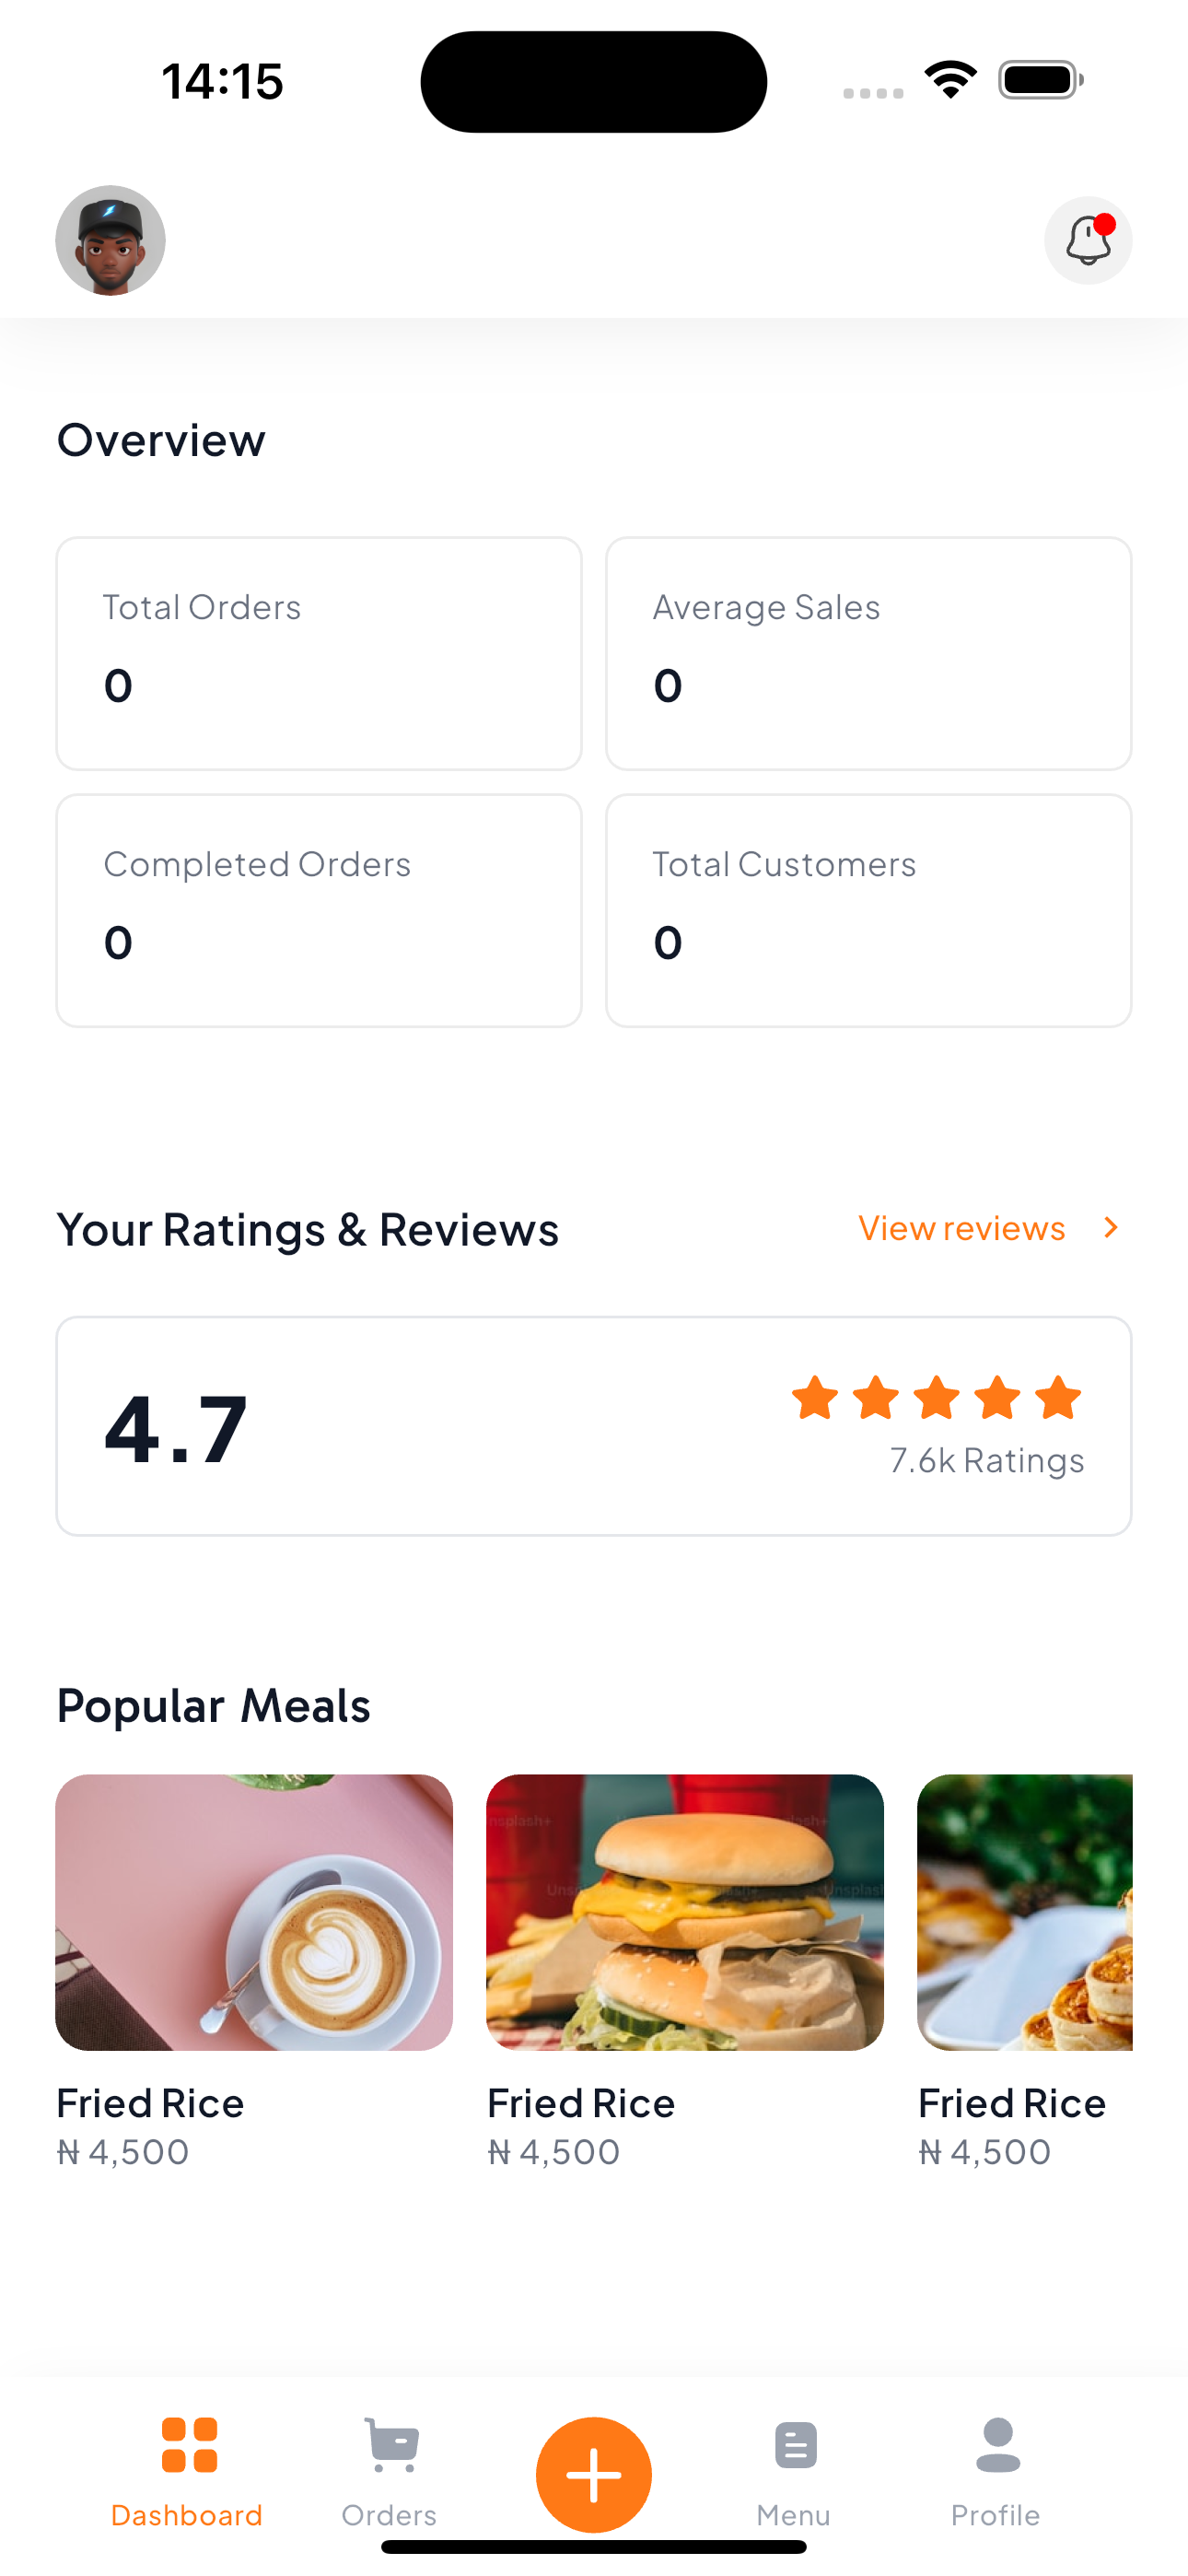 14:15
Overview
Total Orders
0
Average Sales
0
Completed Orders
0
Total Customers
0
Your Ratings & Reviews
View reviews
4.7
7.6k Ratings
Popular Meals
Unsplash+
Fried Rice
₦ 4,500
Fried Rice
₦ 4,500
Fried Rice
₦ 4,500
Dashboard
Orders
Menu
Profile